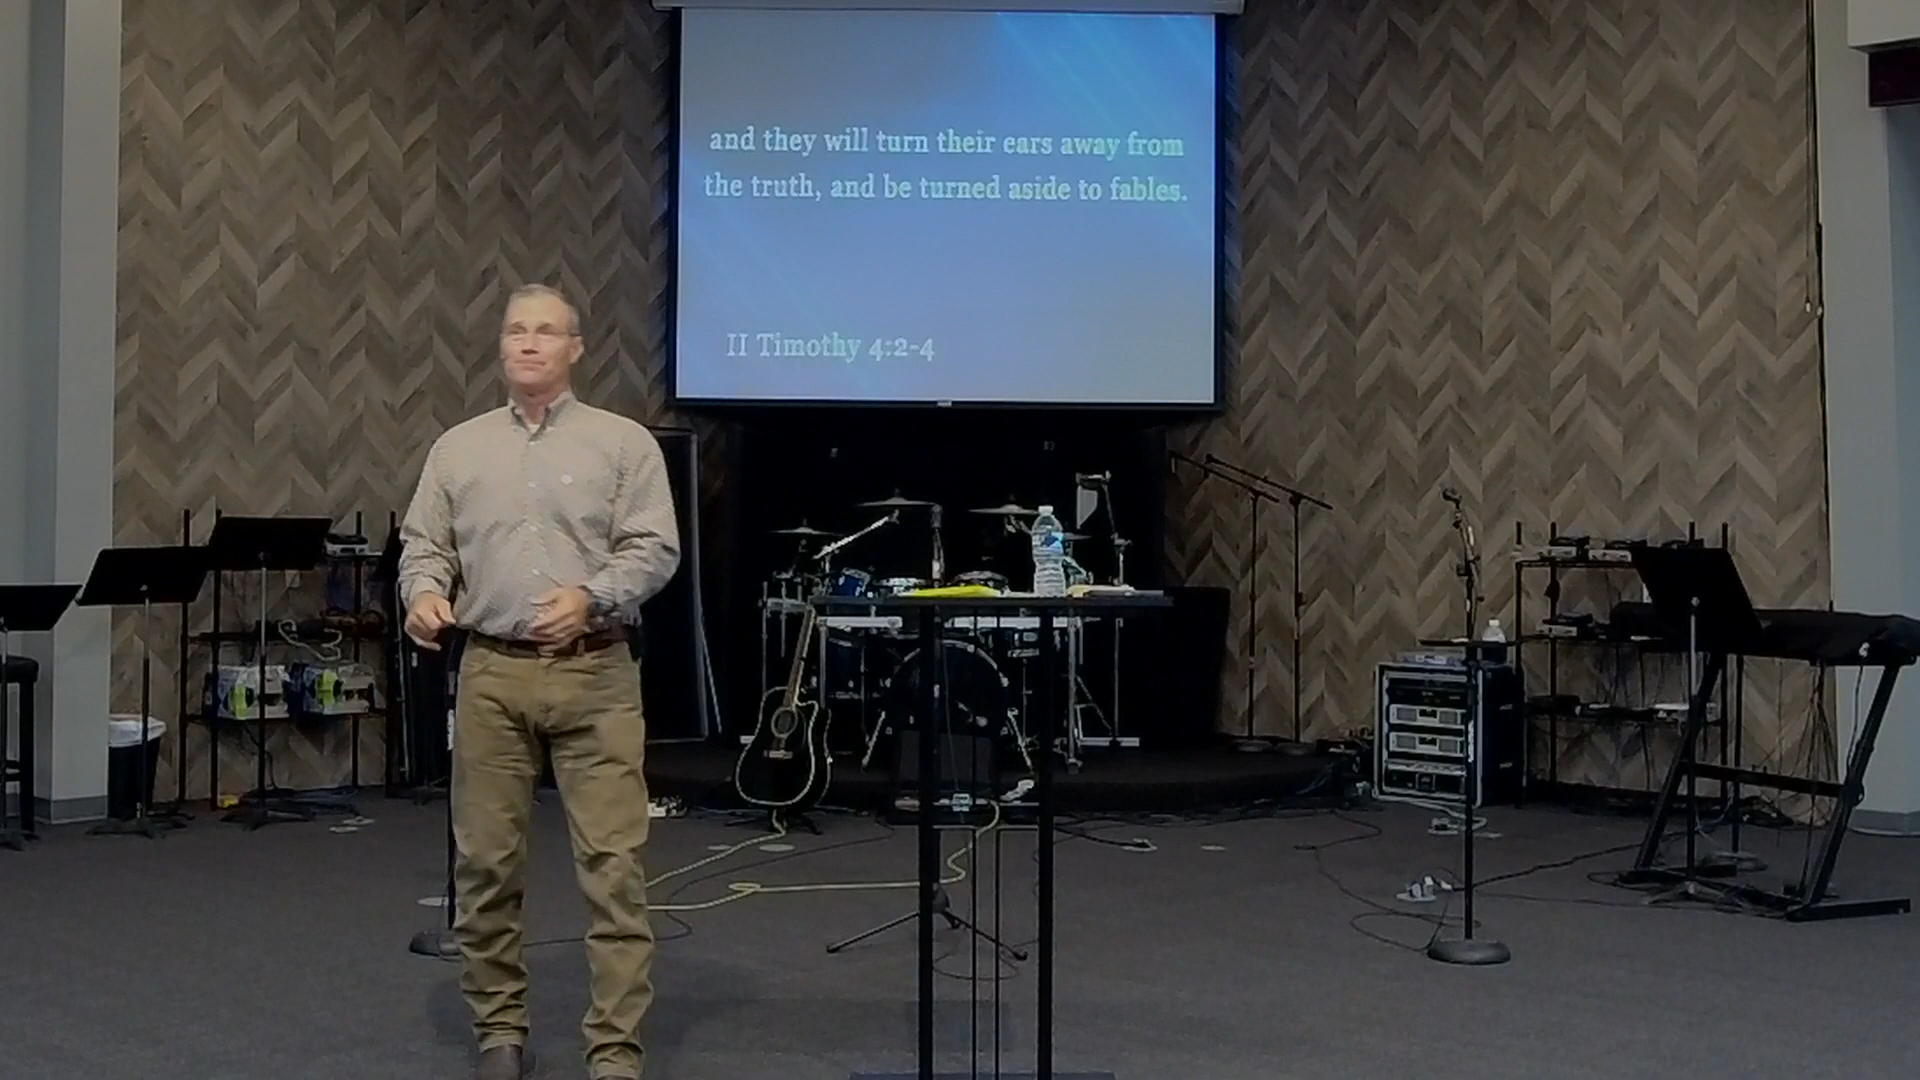 and they will turn their ears away from
the truth, and be turned aside to fables.
II Timothy 4:2-4